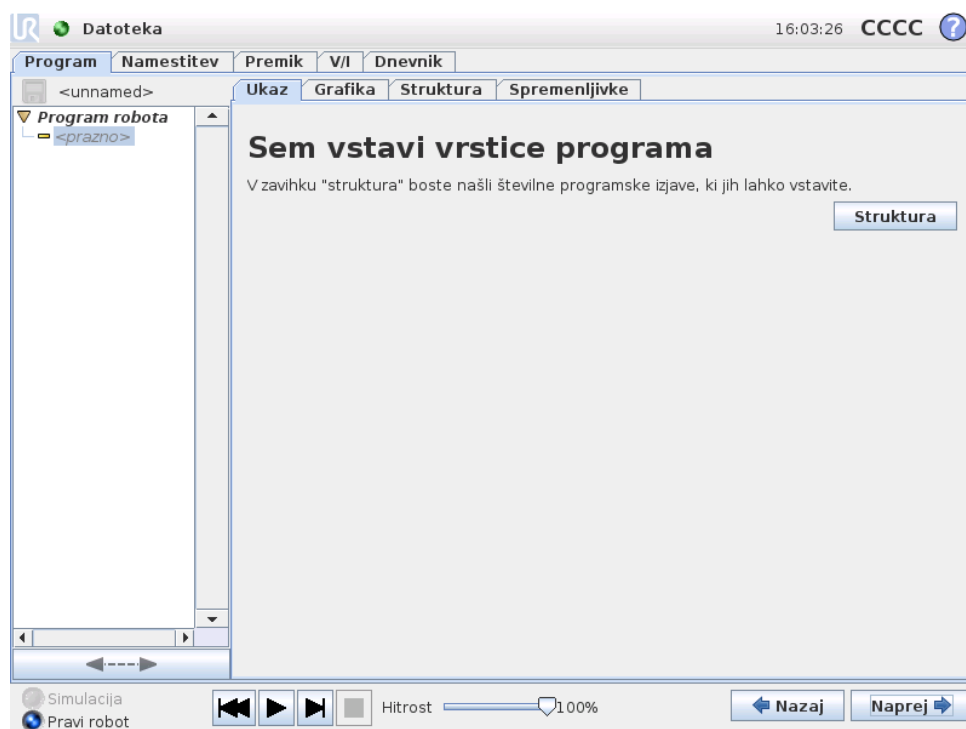 UR Datoteka 16:03:26 CCCC ?
Program Namestitev Premik V/I Dnevnik
<unnamed> Ukaz Grafika Struktura Spremenljivke
Program robota
<prazno>
Sem vstavi vrstice programa
V zavihku "struktura" boste našli številne programske izjave, ki jih lahko vstavite.
Struktura
Simulacija
Pravi robot
Hitrost 100% Nazaj Naprej